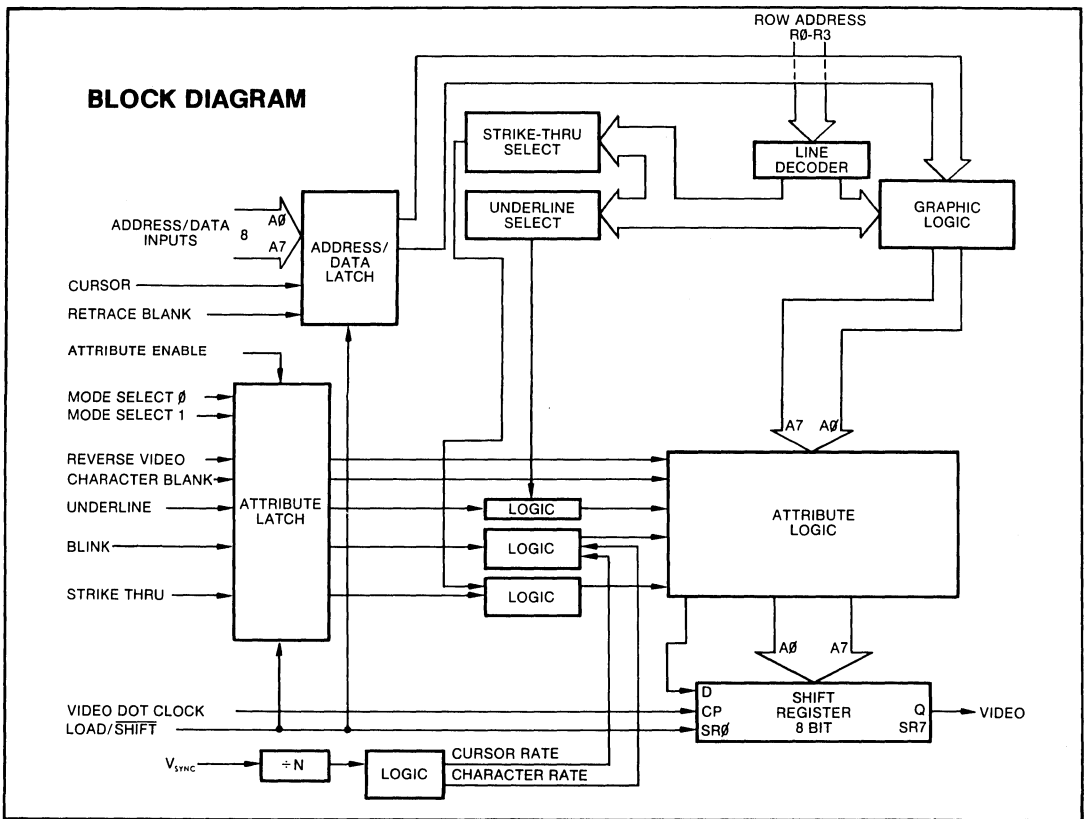 ROW ADDRESS
RØ-R3
BLOCK DIAGRAM
STRIKE-THRU
SELECT
LINE
DECODER
UNDERLINE
SELECT
GRAPHIC
LOGIC
ADDRESS/DATA
INPUTS
8
AØ
A7
ADDRESS/
DATA
LATCH
CURSOR
RETRACE BLANK
ATTRIBUTE ENABLE
MODE SELECT Ø
MODE SELECT 1
REVERSE VIDEO
CHARACTER BLANK
UNDERLINE
BLINK
STRIKE THRU
ATTRIBUTE
LATCH
LOGIC
LOGIC
LOGIC
A7 AØ
ATTRIBUTE
LOGIC
AØ A7
VIDEO DOT CLOCK
LOAD/SHIFT
D
CP
SRØ
SHIFT
REGISTER
8 BIT
Q
SR7
VIDEO
VSYNC
÷N
LOGIC
CURSOR RATE
CHARACTER RATE